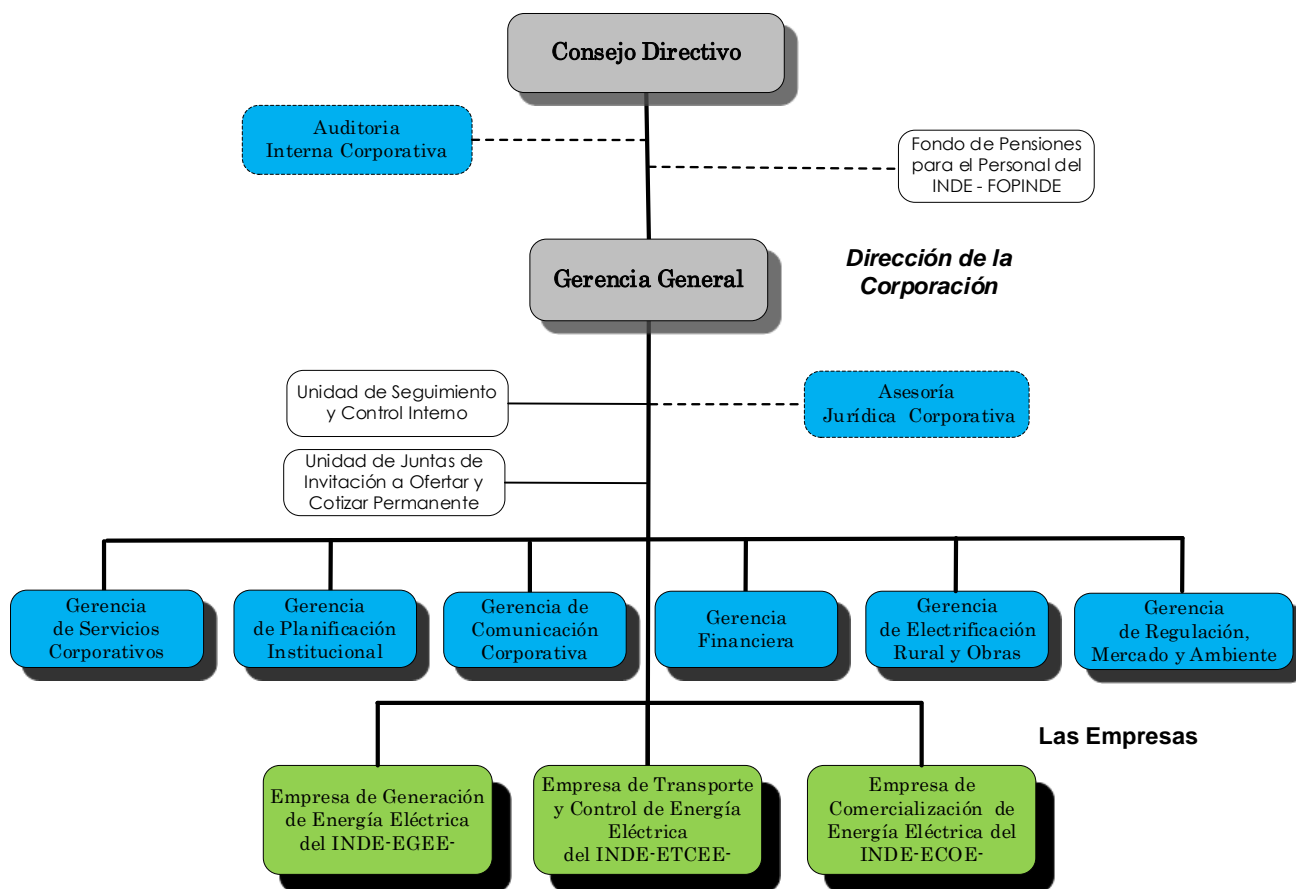 Consejo Directivo
Auditoria
Interna Corporativa
Fondo de Pensiones
para el Personal del
INDE - FOPINDE
Gerencia General
Dirección de la
Corporación
Unidad de Seguimiento
y Control Interno
Asesoría
Jurídica Corporativa
Unidad de Juntas de
Invitación a Ofertar y
Cotizar Permanente
Gerencia
de Servicios
Corporativos
Gerencia
de Planificación
Institucional
Gerencia de
Comunicación
Corporativa
Gerencia
Financiera
Gerencia
de Electrificación
Rural y Obras
Gerencia
de Regulación,
Mercado y Ambiente
Las Empresas
Empresa de Generación
de Energía Eléctrica
del INDE-EGEE-
Empresa de Transporte
y Control de Energía
Eléctrica
del INDE-ETCEE-
Empresa de
Comercialización de
Energía Eléctrica del
INDE-ECOE-